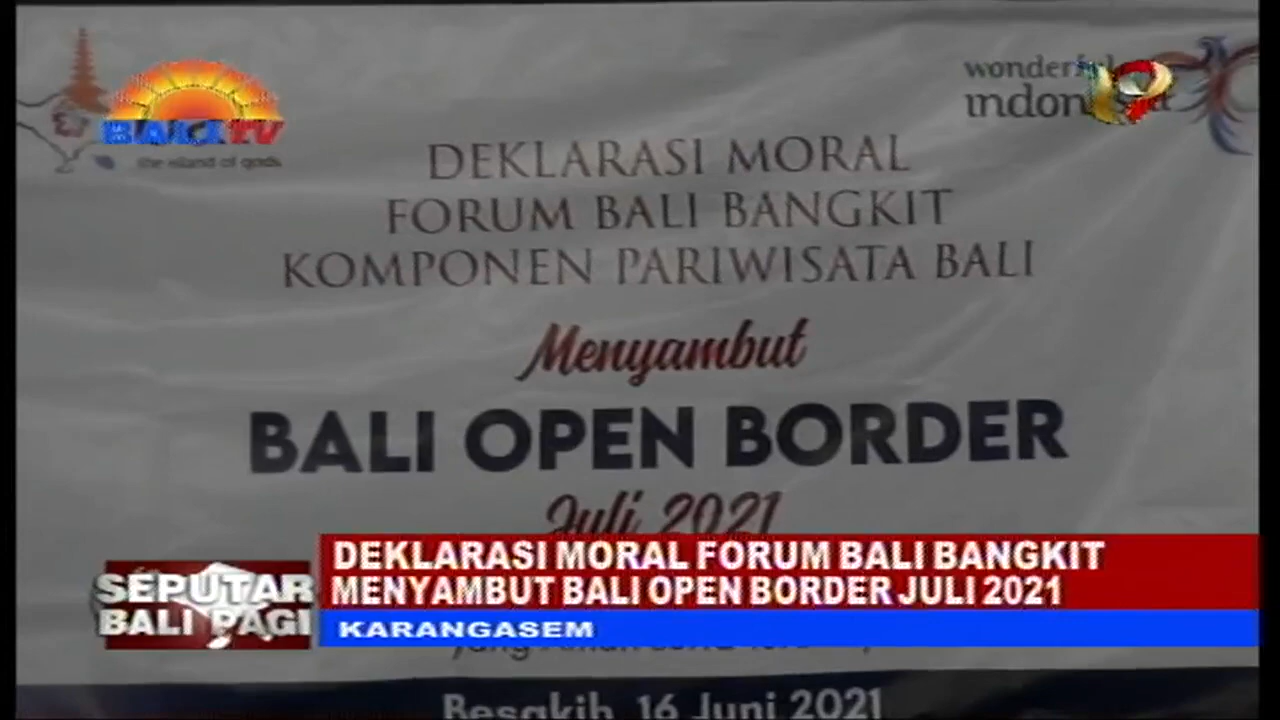 BALI TV
the island of gods
wonderful
indonesia
DEKLARASI MORAL
FORUM BALI BANGKIT
KOMPONEN PARIWISATA BALI
Menyambut
BALI OPEN BORDER
Juli 2021
DEKLARASI MORAL FORUM BALI BANGKIT
MENYAMBUT BALI OPEN BORDER JULI 2021
SEPUTAR
BALI PAGI
KARANGASEM
Besakih, 16 Juni 2021